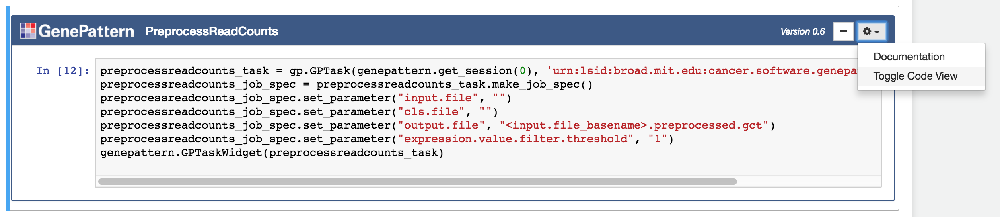 GenePattern PreprocessReadCounts Version 0.6
Documentation
Toggle Code View
In [12]: preprocessreadcounts_task = gp.GPTask(genepattern.get_session(0), 'urn:lsid:broad.mit.edu:cancer.software.genepa
preprocessreadcounts_job_spec = preprocessreadcounts_task.make_job_spec()
preprocessreadcounts_job_spec.set_parameter("input.file", "")
preprocessreadcounts_job_spec.set_parameter("cls.file", "")
preprocessreadcounts_job_spec.set_parameter("output.file", "<input.file_basename>.preprocessed.gct")
preprocessreadcounts_job_spec.set_parameter("expression.value.filter.threshold", "1")
genepattern.GPTaskWidget(preprocessreadcounts_task)